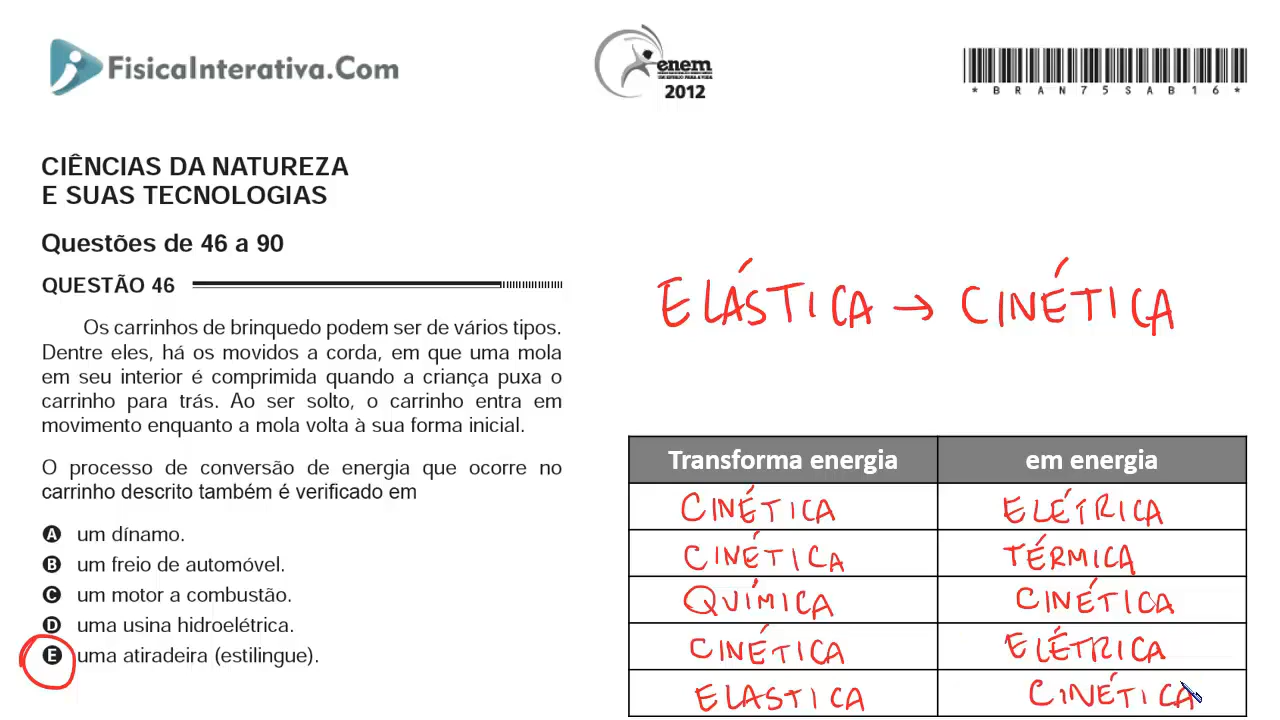 FisicaInterativa.Com
enem
2012
*BRAN75SAB16*
CIÊNCIAS DA NATUREZA
E SUAS TECNOLOGIAS
Questões de 46 a 90
QUESTÃO 46
Os carrinhos de brinquedo podem ser de vários tipos.
Dentre eles, há os movidos a corda, em que uma mola
em seu interior é comprimida quando a criança puxa o
carrinho para trás. Ao ser solto, o carrinho entra em
movimento enquanto a mola volta à sua forma inicial.
O processo de conversão de energia que ocorre no
carrinho descrito também é verificado em
A um dínamo.
B um freio de automóvel.
C um motor a combustão.
D uma usina hidroelétrica.
E uma atiradeira (estilingue).
ELÁSTICA → CINÉTICA
Transforma energia em energia
CINÉTICA ELÉTRICA
CINÉTICA TÉRMICA
QUÍMICA CINÉTICA
CINÉTICA ELÉTRICA
ELASTICA CINÉTICA